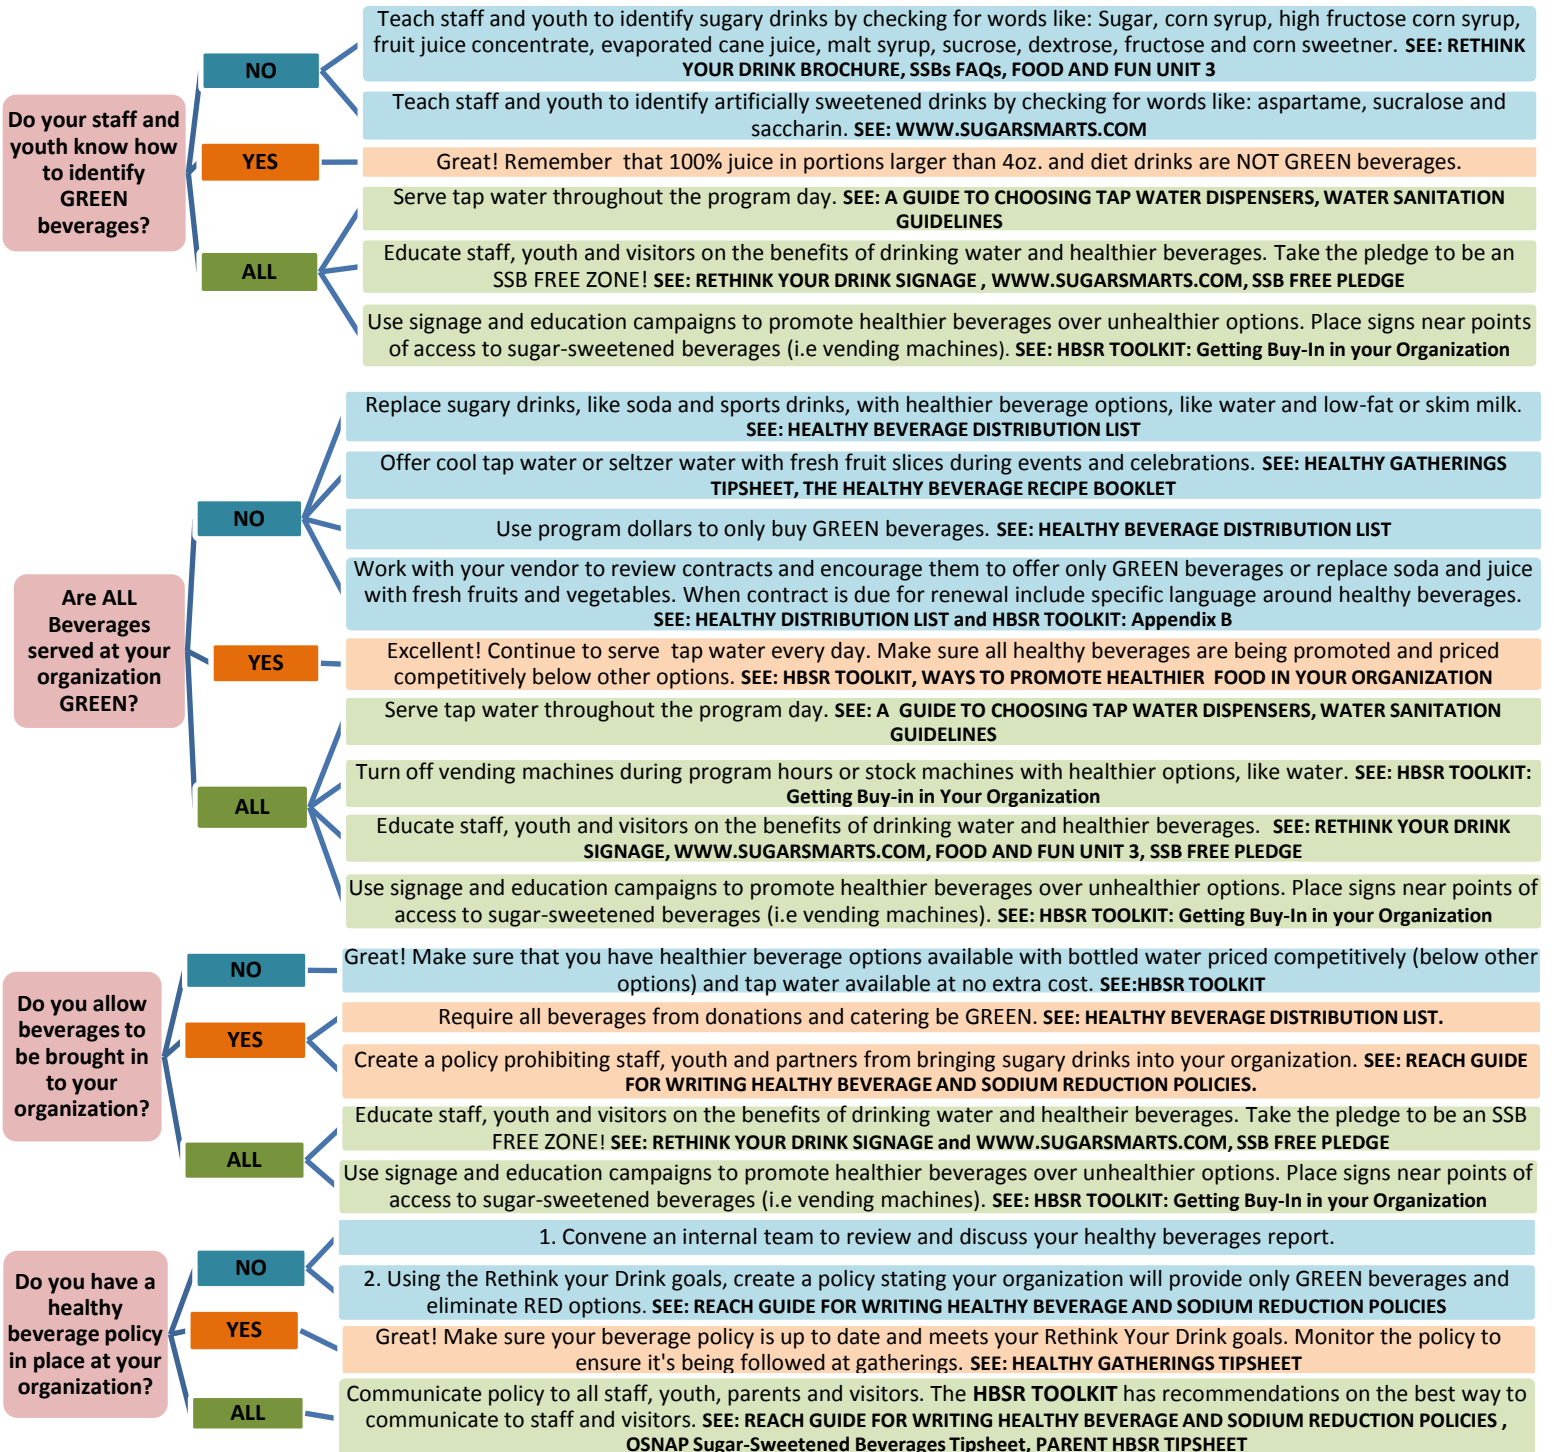 Do your staff and
youth know how
to identify
GREEN
beverages?
NO
Teach staff and youth to identify sugary drinks by checking for words like: Sugar, corn syrup, high fructose corn syrup,
fruit juice concentrate, evaporated cane juice, malt syrup, sucrose, dextrose, fructose and corn sweetner. SEE: RETHINK
YOUR DRINK BROCHURE, SSBs FAQs, FOOD AND FUN UNIT 3
Teach staff and youth to identify artificially sweetened drinks by checking for words like: aspartame, sucralose and
saccharin. SEE: WWW.SUGARSMARTS.COM
YES
Great! Remember that 100% juice in portions larger than 4oz. and diet drinks are NOT GREEN beverages.
ALL
Serve tap water throughout the program day. SEE: A GUIDE TO CHOOSING TAP WATER DISPENSERS, WATER SANITATION
GUIDELINES
Educate staff, youth and visitors on the benefits of drinking water and healthier beverages. Take the pledge to be an
SSB FREE ZONE! SEE: RETHINK YOUR DRINK SIGNAGE , WWW.SUGARSMARTS.COM, SSB FREE PLEDGE
Use signage and education campaigns to promote healthier beverages over unhealthier options. Place signs near points
of access to sugar-sweetened beverages (i.e vending machines). SEE: HBSR TOOLKIT: Getting Buy-In in your Organization
Are ALL
Beverages
served at your
organization
GREEN?
NO
Replace sugary drinks, like soda and sports drinks, with healthier beverage options, like water and low-fat or skim milk.
SEE: HEALTHY BEVERAGE DISTRIBUTION LIST
Offer cool tap water or seltzer water with fresh fruit slices during events and celebrations. SEE: HEALTHY GATHERINGS
TIPSHEET, THE HEALTHY BEVERAGE RECIPE BOOKLET
Use program dollars to only buy GREEN beverages. SEE: HEALTHY BEVERAGE DISTRIBUTION LIST
Work with your vendor to review contracts and encourage them to offer only GREEN beverages or replace soda and juice
with fresh fruits and vegetables. When contract is due for renewal include specific language around healthy beverages.
SEE: HEALTHY DISTRIBUTION LIST and HBSR TOOLKIT: Appendix B
YES
Excellent! Continue to serve tap water every day. Make sure all healthy beverages are being promoted and priced
competitively below other options. SEE: HBSR TOOLKIT, WAYS TO PROMOTE HEALTHIER FOOD IN YOUR ORGANIZATION
ALL
Serve tap water throughout the program day. SEE: A GUIDE TO CHOOSING TAP WATER DISPENSERS, WATER SANITATION
GUIDELINES
Turn off vending machines during program hours or stock machines with healthier options, like water. SEE: HBSR TOOLKIT:
Getting Buy-in in Your Organization
Educate staff, youth and visitors on the benefits of drinking water and healthier beverages. SEE: RETHINK YOUR DRINK
SIGNAGE, WWW.SUGARSMARTS.COM, FOOD AND FUN UNIT 3, SSB FREE PLEDGE
Use signage and education campaigns to promote healthier beverages over unhealthier options. Place signs near points of
access to sugar-sweetened beverages (i.e vending machines). SEE: HBSR TOOLKIT: Getting Buy-In in your Organization
Do you allow
beverages to
be brought in
to your
organization?
NO
Great! Make sure that you have healthier beverage options available with bottled water priced competitively (below other
options) and tap water available at no extra cost. SEE:HBSR TOOLKIT
YES
Require all beverages from donations and catering be GREEN. SEE: HEALTHY BEVERAGE DISTRIBUTION LIST.
Create a policy prohibiting staff, youth and partners from bringing sugary drinks into your organization. SEE: REACH GUIDE
FOR WRITING HEALTHY BEVERAGE AND SODIUM REDUCTION POLICIES.
ALL
Educate staff, youth and visitors on the benefits of drinking water and healtheir beverages. Take the pledge to be an SSB
FREE ZONE! SEE: RETHINK YOUR DRINK SIGNAGE and WWW.SUGARSMARTS.COM, SSB FREE PLEDGE
Use signage and education campaigns to promote healthier beverages over unhealthier options. Place signs near points of
access to sugar-sweetened beverages (i.e vending machines). SEE: HBSR TOOLKIT: Getting Buy-In in your Organization
Do you have a
healthy
beverage policy
in place at your
organization?
NO
1. Convene an internal team to review and discuss your healthy beverages report.
2. Using the Rethink your Drink goals, create a policy stating your organization will provide only GREEN beverages and
eliminate RED options. SEE: REACH GUIDE FOR WRITING HEALTHY BEVERAGE AND SODIUM REDUCTION POLICIES
YES
Great! Make sure your beverage policy is up to date and meets your Rethink Your Drink goals. Monitor the policy to
ensure it's being followed at gatherings. SEE: HEALTHY GATHERINGS TIPSHEET
ALL
Communicate policy to all staff, youth, parents and visitors. The HBSR TOOLKIT has recommendations on the best way to
communicate to staff and visitors. SEE: REACH GUIDE FOR WRITING HEALTHY BEVERAGE AND SODIUM REDUCTION POLICIES ,
OSNAP Sugar-Sweetened Beverages Tipsheet, PARENT HBSR TIPSHEET